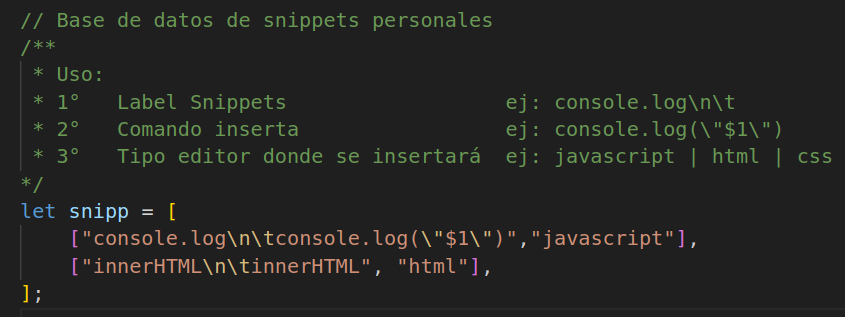 // Base de datos de snippets personales
/**
 * Uso:
 * 1°   Label Snippets                  ej: console.log\n\t
 * 2°   Comando inserta                 ej: console.log(\"$1\")
 * 3°   Tipo editor donde se insertará  ej: javascript | html | css
*/
let snipp = [
    ["console.log\n\tconsole.log(\"$1\")","javascript"],
    ["innerHTML\n\tinnerHTML", "html"],
];